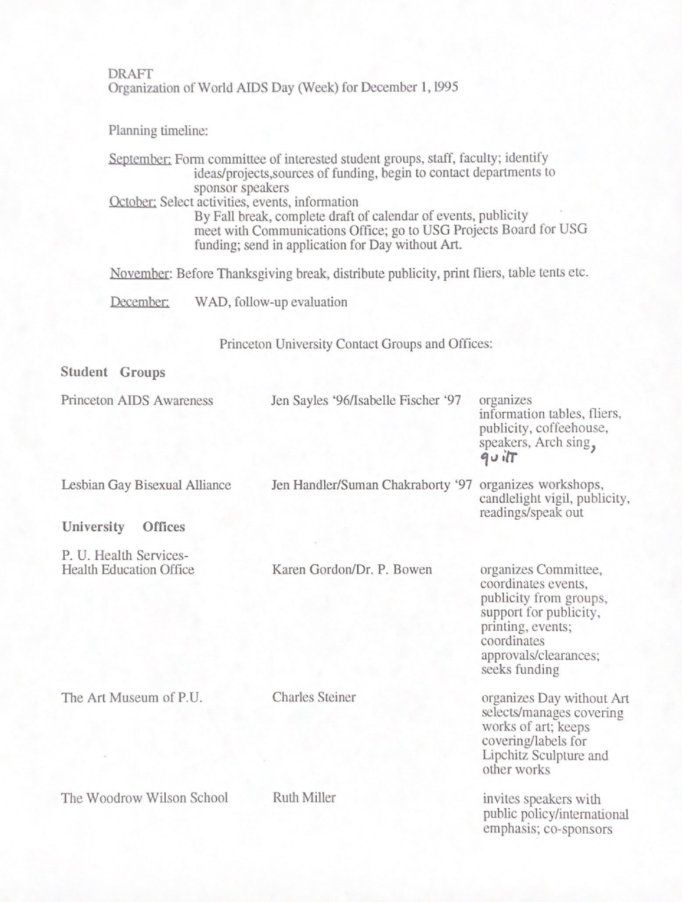 DRAFT
Organization of World AIDS Day (Week) for December 1, 1995
Planning timeline:
September: Form committee of interested student groups, staff, faculty; identify
ideas/projects,sources of funding, begin to contact departments to
sponsor speakers
October: Select activities, events, information
By Fall break, complete draft of calendar of events, publicity
meet with Communications Office; go to USG Projects Board for USG
funding; send in application for Day without Art.
November: Before Thanksgiving break, distribute publicity, print fliers, table tents etc.
December: WAD, follow-up evaluation
Princeton University Contact Groups and Offices:
Student Groups
Princeton AIDS Awareness Jen Sayles '96/Isabelle Fischer '97 organizes
information tables, fliers,
publicity, coffeehouse,
speakers, Arch sing,
quilt
Lesbian Gay Bisexual Alliance Jen Handler/Suman Chakraborty '97 organizes workshops,
candlelight vigil, publicity,
readings/speak out
University Offices
P. U. Health Services-
Health Education Office Karen Gordon/Dr. P. Bowen organizes Committee,
coordinates events,
publicity from groups,
support for publicity,
printing, events;
coordinates
approvals/clearances;
seeks funding
The Art Museum of P.U. Charles Steiner organizes Day without Art
selects/manages covering
works of art; keeps
covering/labels for
Lipchitz Sculpture and
other works
The Woodrow Wilson School Ruth Miller invites speakers with
public policy/international
emphasis; co-sponsors